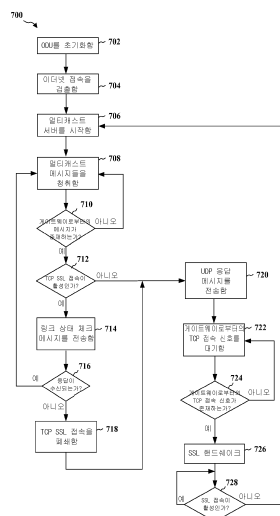 700
ODU를 초기화함
702
이더넷 접속을
검출함
704
멀티캐스트
서버를 시작함
706
멀티캐스트
메시지들을
청취함
708
710
게이트웨이로부터의
메시지가
존재하는가?
아니오
예
712
TCP SSL 접속이
활성인가?
아니오
예
링크 상태 체크
메시지를 전송함
714
716
응답이
수신되는가?
예
아니오
TCP SSL 접속을
폐쇄함
718
UDP 응답
메시지를
전송함
720
게이트웨이로부터의
TCP 접속 신호를
대기함
722
724
게이트웨이로부터의
TCP 접속 신호가
존재하는가?
아니오
예
SSL 핸드쉐이크
726
728
SSL 접속이
활성인가?
예
아니오